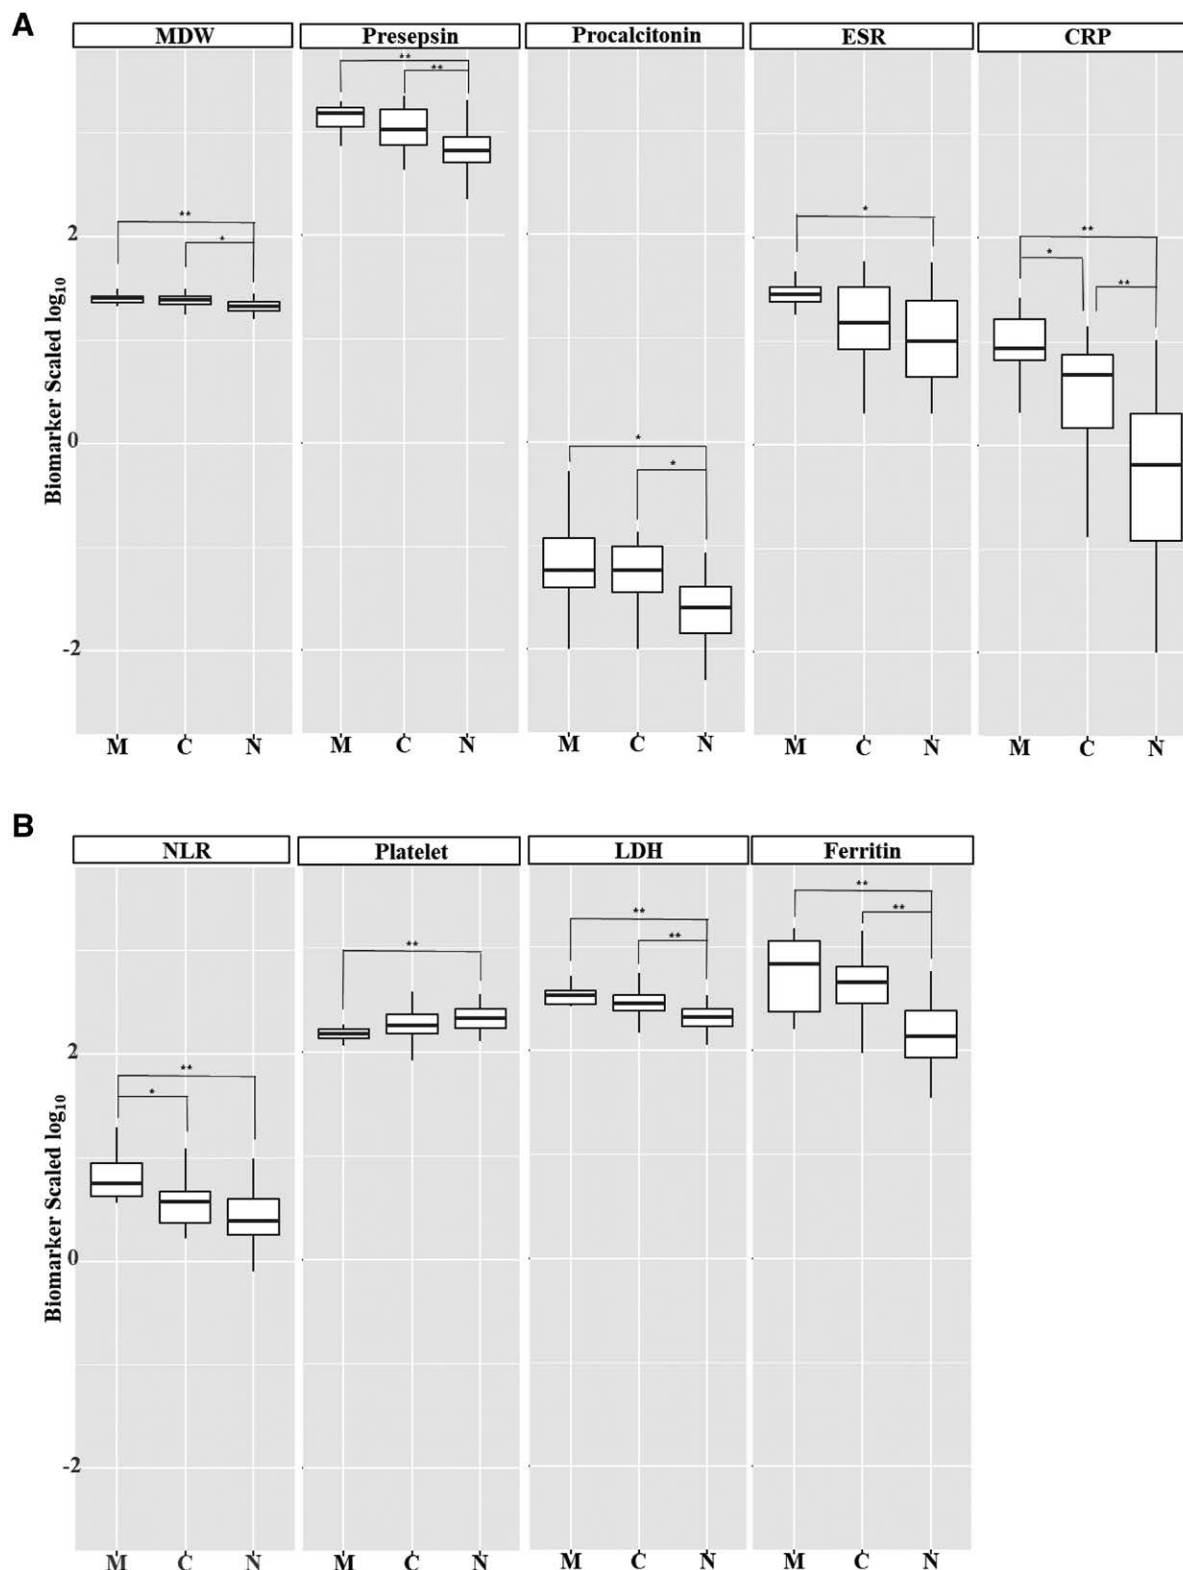 A
MDW Presepsin Procalcitonin ESR CRP
** **
** * * **
2 * * **
Biomarker Scaled log10
0 * *
-2
M C N M C N M C N M C N M C N
B
NLR Platelet LDH Ferritin
** ** ** **
** **
2
** *
Biomarker Scaled log10
0
-2
M C N M C N M C N M C N